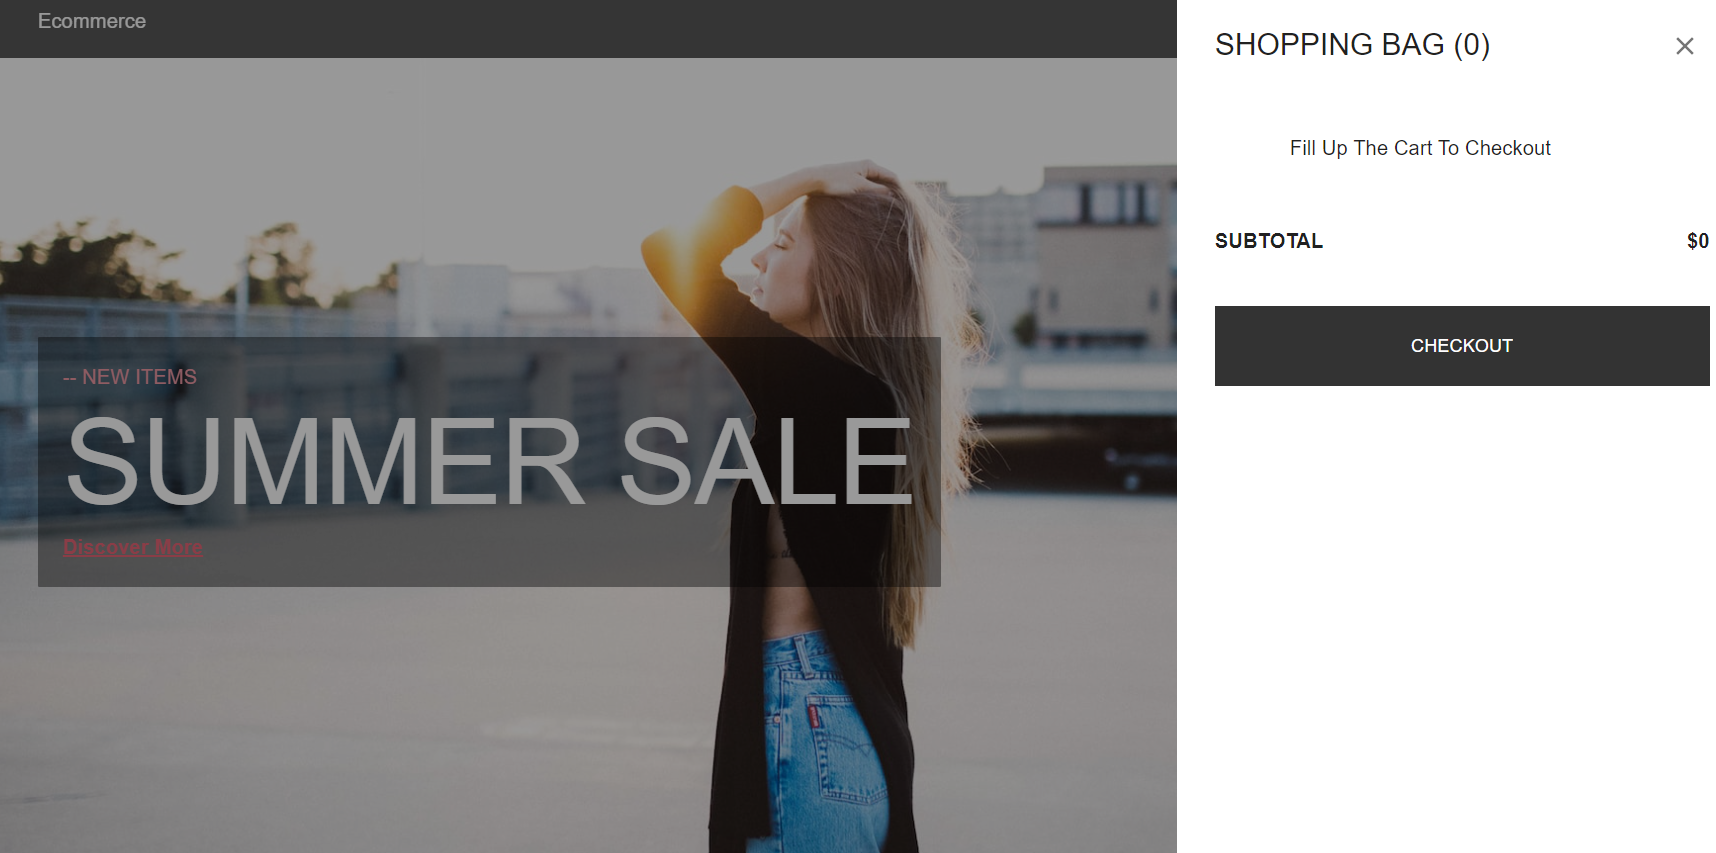 Ecommerce
-- NEW ITEMS
SUMMER SALE
Discover More
SHOPPING BAG (0)
Fill Up The Cart To Checkout
SUBTOTAL $0
CHECKOUT